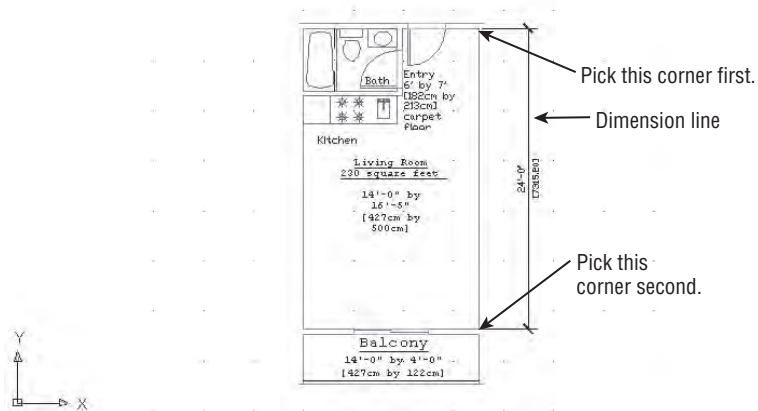 Pick this corner first.
Bath
Entry
6' by 7'
[182cm by
213cm]
carpet
floor
Dimension line
Kitchen
Living Room
230 square feet
14'-0" by
16'-5"
[427cm by
500cm]
24'-0"
[7315.20]
Pick this
corner second.
Balcony
14'-0" by 4'-0"
[427cm by 122cm]
Y
X